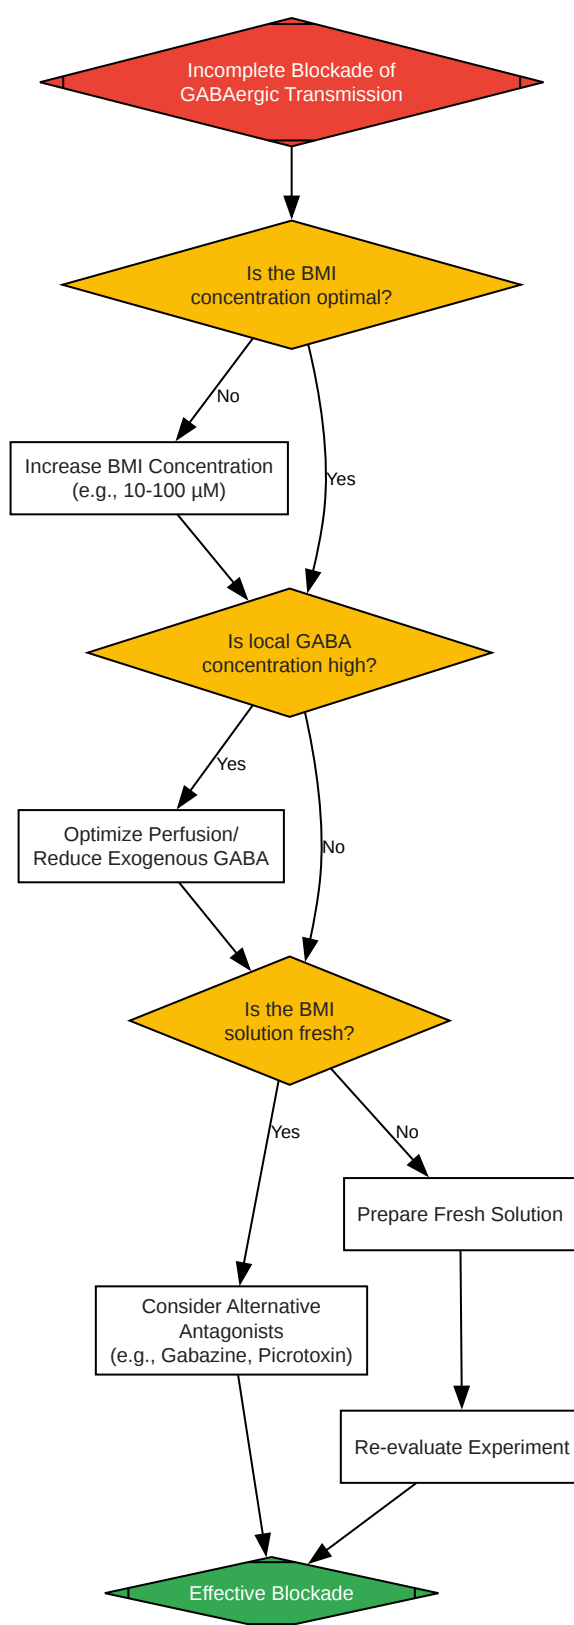 Incomplete Blockade of
GABAergic Transmission
Is the BMI
concentration optimal?
No
Yes
Increase BMI Concentration
(e.g., 10-100 µM)
Is local GABA
concentration high?
Yes
No
Optimize Perfusion/
Reduce Exogenous GABA
Is the BMI
solution fresh?
Yes
No
Prepare Fresh Solution
Consider Alternative
Antagonists
(e.g., Gabazine, Picrotoxin)
Re-evaluate Experiment
Effective Blockade